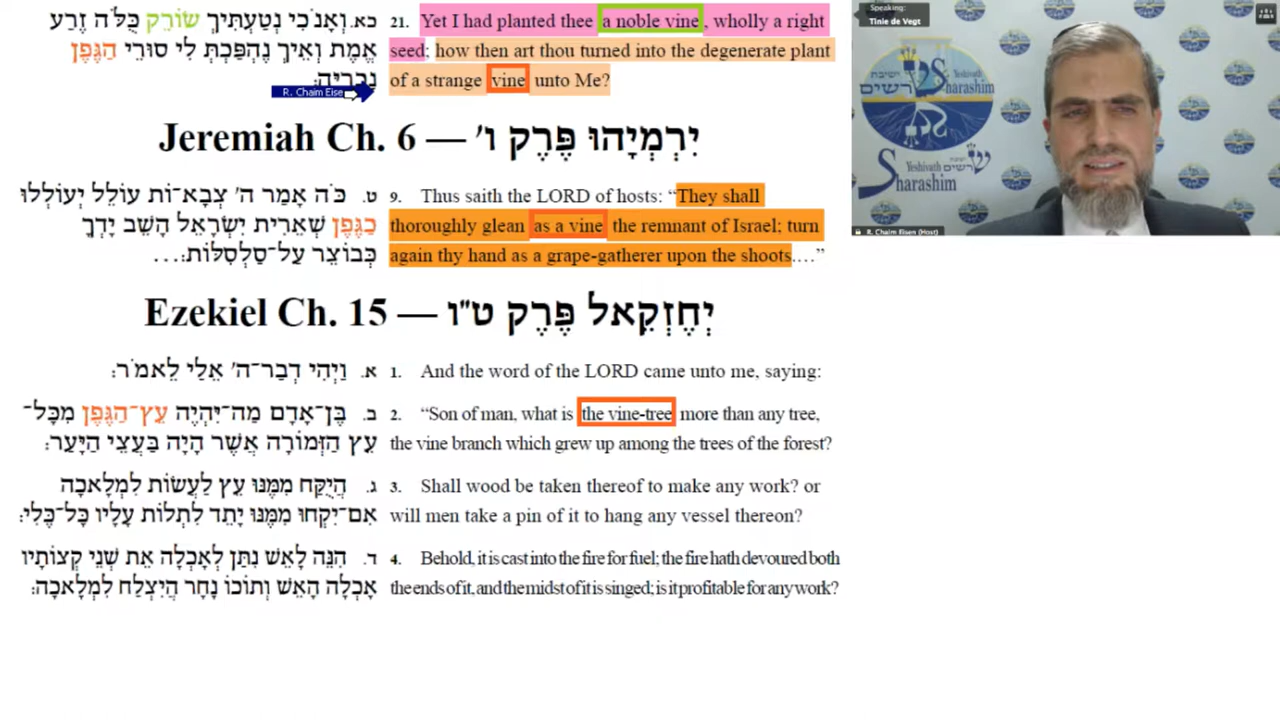 כא. וְאָנֹכִי נְטַעְתִּיךְ שׂוֹרֵק כֻּלֹּה זֶרַע
אֱמֶת וְאֵיךְ נֶהְפַּכְתְּ לִי סוּרֵי הַגֶּפֶן
נָכְרִיָּה:
21. Yet I had planted thee a noble vine, wholly a right
seed; how then art thou turned into the degenerate plant
of a strange vine unto Me?
R. Chaim Eise
Jeremiah Ch. 6 — יִרְמְיָהוּ פֶּרֶק ו׳
ט. כֹּה אָמַר ה׳ צְבָא־וֹת עוֹלֵל יְעוֹלְלוּ
כַגֶּפֶן שְׁאֵרִית יִשְׂרָאֵל הָשֵׁב יָדְךָ
כְּבוֹצֵר עַל־סַלְסִלּוֹת:…
9. Thus saith the LORD of hosts: “They shall
thoroughly glean as a vine the remnant of Israel; turn
again thy hand as a grape-gatherer upon the shoots.…”
Ezekiel Ch. 15 — יְחֶזְקֵאל פֶּרֶק ט״ו
א. וַיְהִי דְבַר־ה׳ אֵלַי לֵאמֹר:
1. And the word of the LORD came unto me, saying:
ב. בֶּן־אָדָם מַה־יִּהְיֶה עֵץ־הַגֶּפֶן מִכָּל־
עֵץ הַזְּמוֹרָה אֲשֶׁר הָיָה בַּעֲצֵי הַיָּעַר:
2. “Son of man, what is the vine-tree more than any tree,
the vine branch which grew up among the trees of the forest?
ג. הֲיֻקַּח מִמֶּנּוּ עֵץ לַעֲשׂוֹת לִמְלָאכָה
אִם־יִקְחוּ מִמֶּנּוּ יָתֵד לִתְלוֹת עָלָיו כָּל־כֶּלִי:
3. Shall wood be taken thereof to make any work? or
will men take a pin of it to hang any vessel thereon?
ד. הִנֵּה לָאֵשׁ נִתַּן לְאָכְלָה אֵת שְׁנֵי קְצוֹתָיו
אָכְלָה הָאֵשׁ וְתוֹכוֹ נָחָר הֲיִצְלַח לִמְלָאכָה:
4. Behold, it is cast into the fire for fuel; the fire hath devoured both
the ends of it, and the midst of it is singed; is it profitable for any work?
Speaking:
Tinie de Vegt
ישיבת
שרשים
Yeshivath
Sharashim
Yeshivath ישיבת
Sharashim
R. Chaim Eisen (Host)